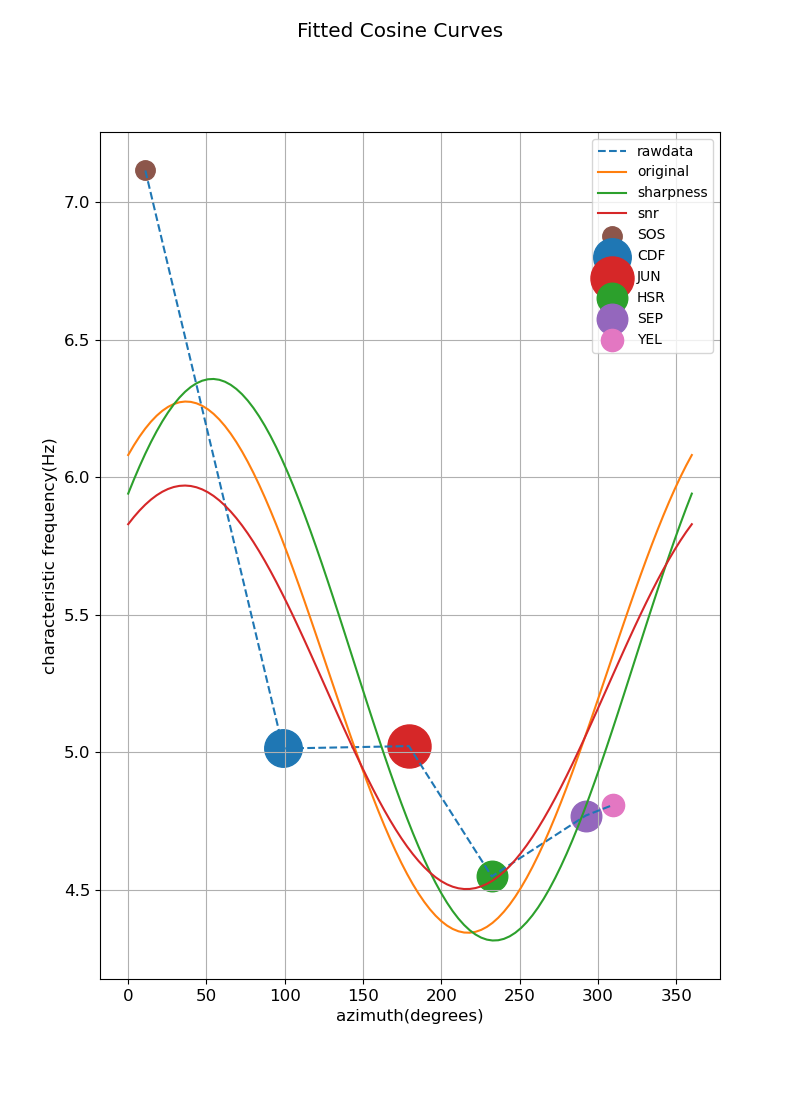 Fitted Cosine Curves
rawdata
original
sharpness
snr
SOS
CDF
JUN
HSR
SEP
YEL
7.0
6.5
6.0
5.5
5.0
4.5
characteristic frequency(Hz)
0 50 100 150 200 250 300 350
azimuth(degrees)